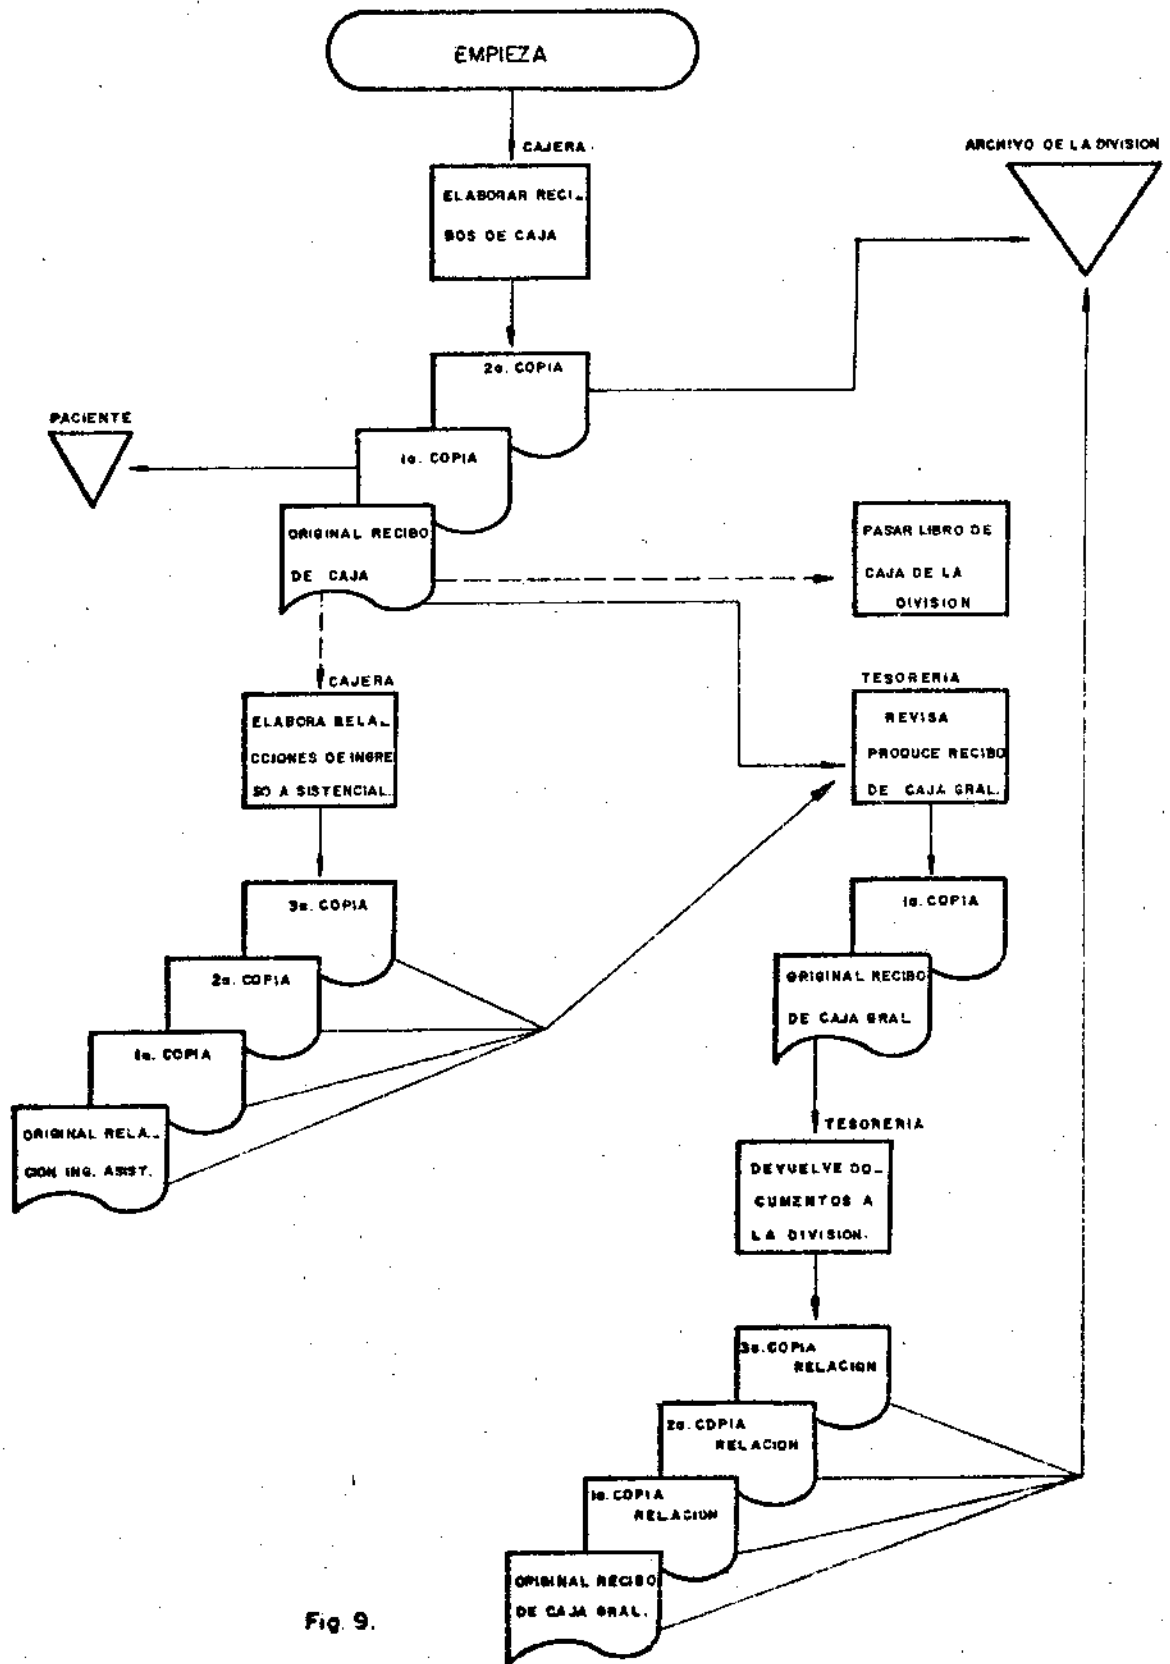 EMPIEZA
CAJERA
ARCHIVO DE LA DIVISION
ELABORAR RECI_
BOS DE CAJA
2a. COPIA
PACIENTE
1a. COPIA
ORIGINAL RECIBO
DE CAJA
PASAR LIBRO DE
CAJA DE LA
DIVISION
CAJERA
TESORERIA
ELABORA RELA_
CCIONES DE INGRE
SO A SISTENCIAL.
REVISA
PRODUCE RECIBO
DE CAJA GRAL.
3a. COPIA
1a. COPIA
2a. COPIA
ORIGINAL RECIBO
DE CAJA GRAL
1a. COPIA
ORIGINAL RELA_
CION ING. ASIST.
TESORERIA
DEVUELVE DO_
CUMENTOS A
LA DIVISION.
3a. COPIA
RELACION
2a. COPIA
RELACION
1a. COPIA
RELACION
ORIGINAL RECIBO
DE CAJA GRAL.
Fig. 9.